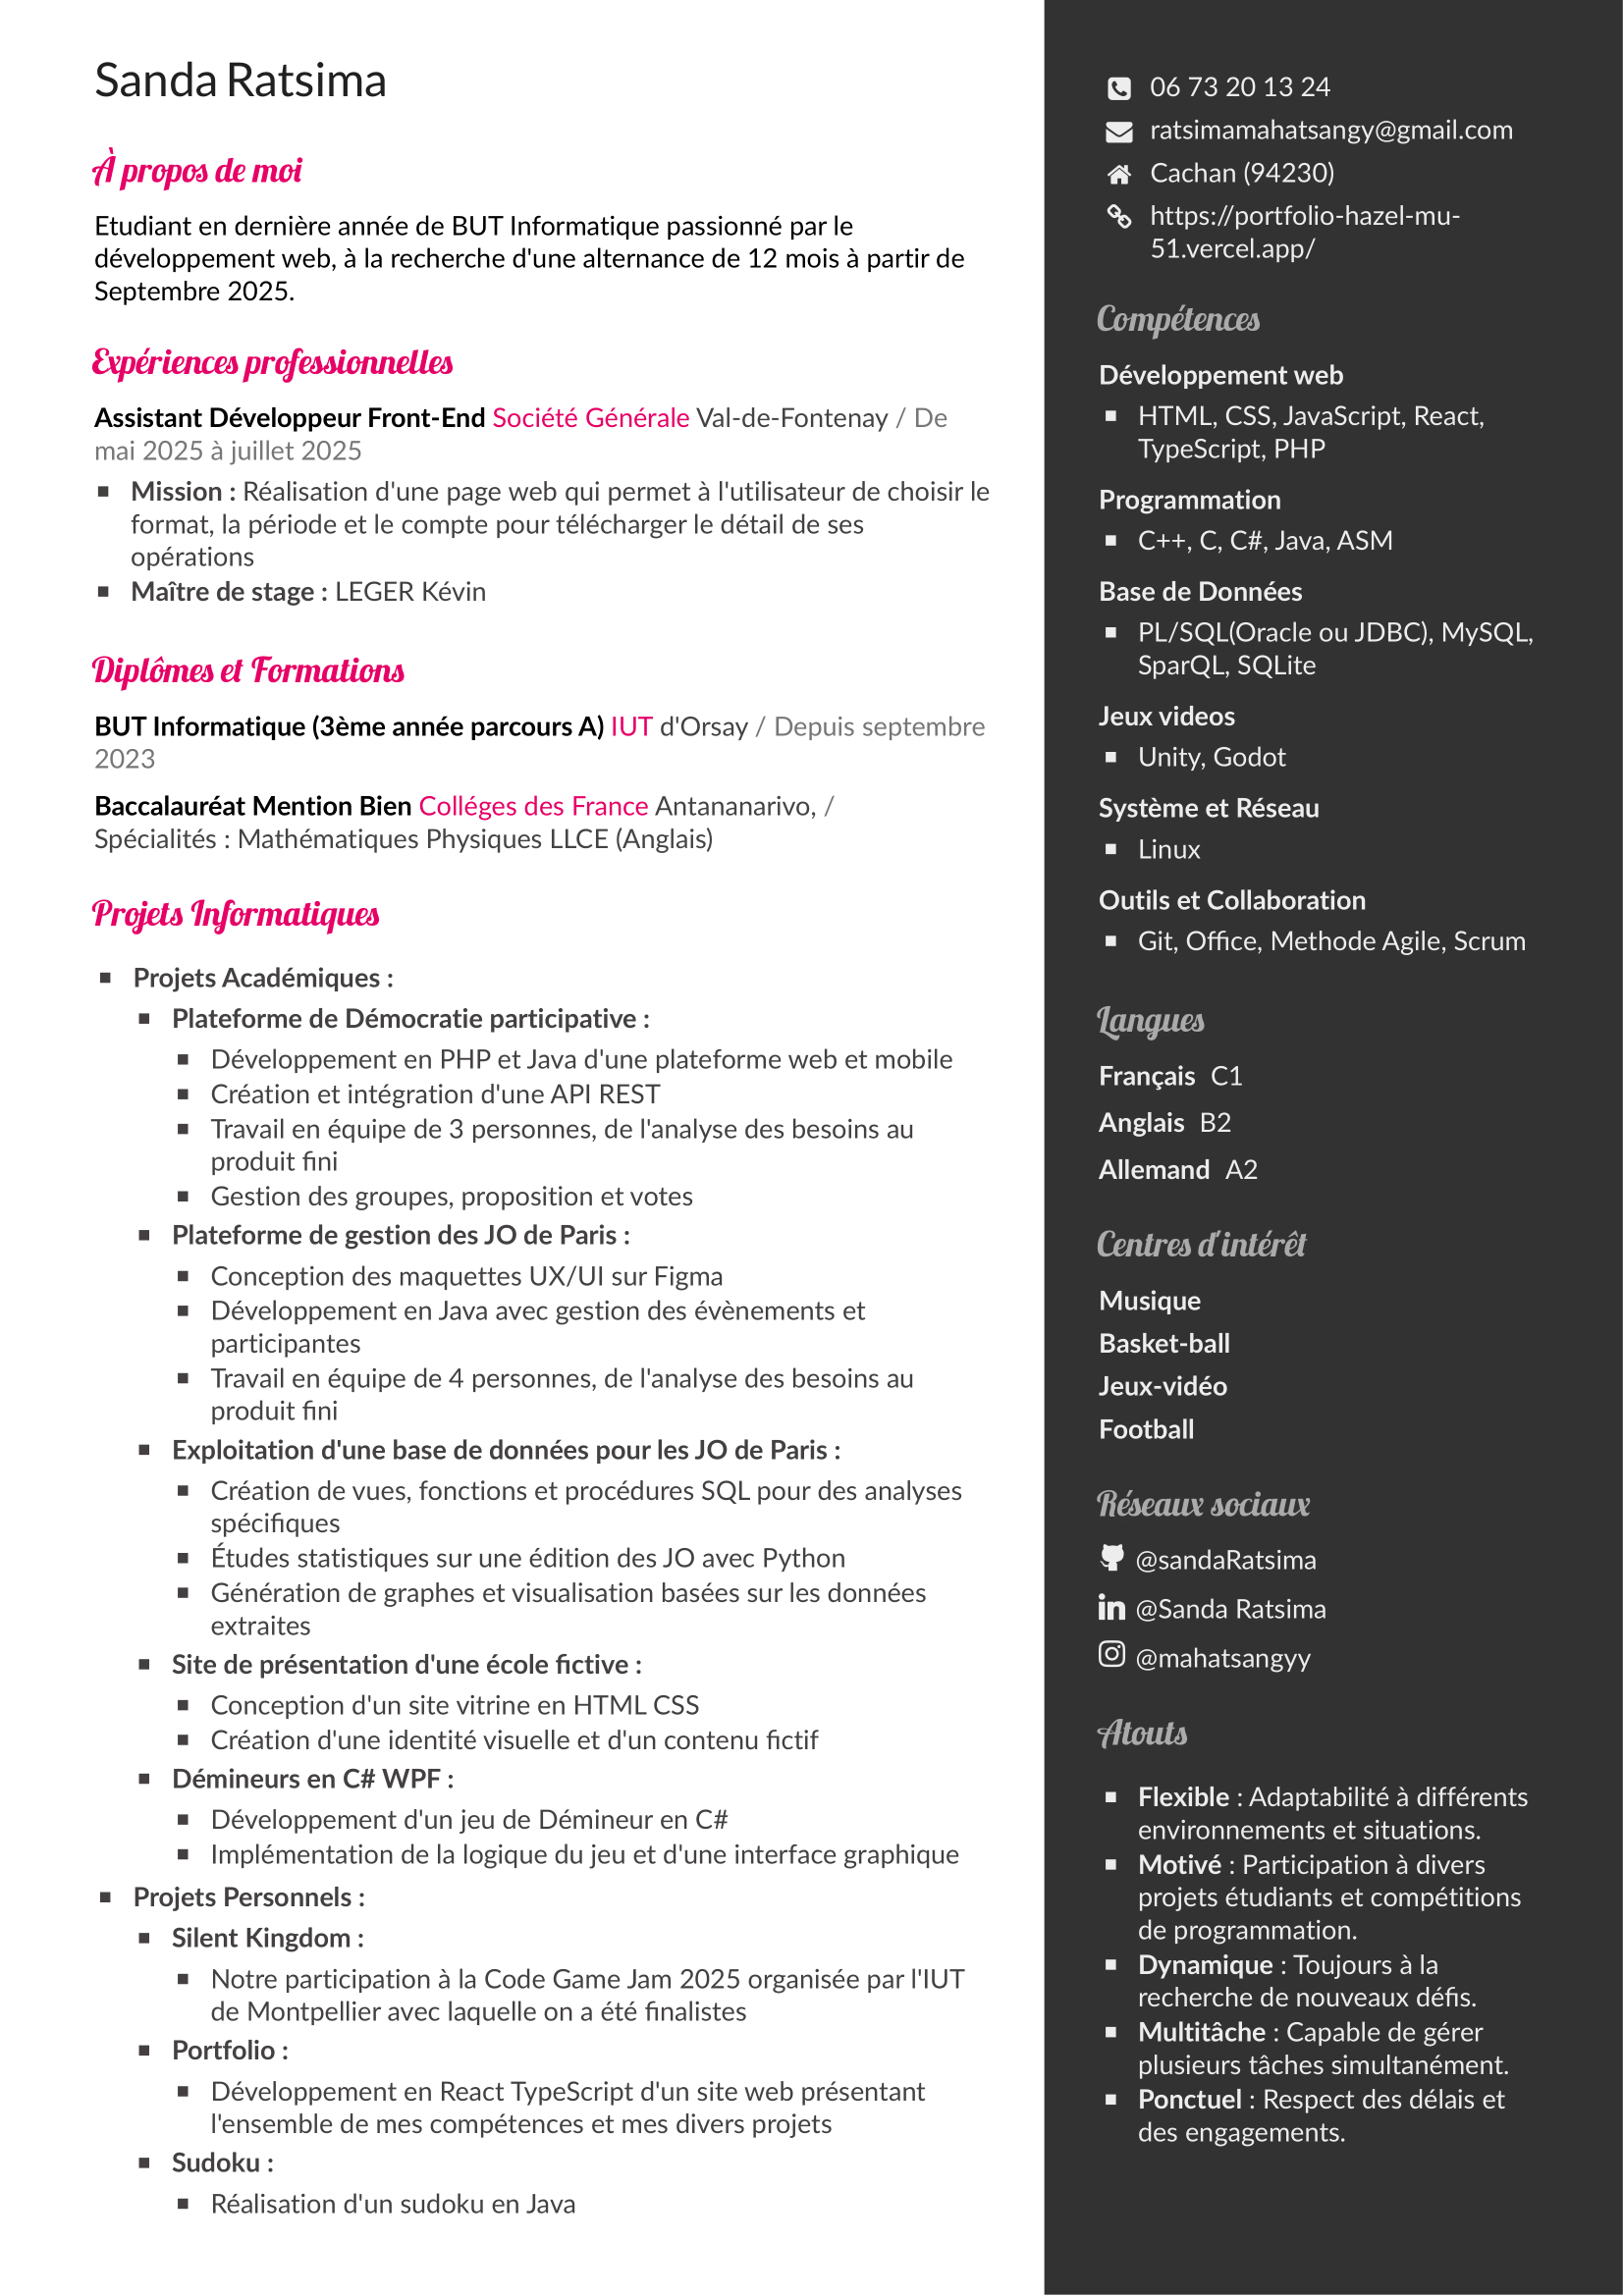 Sanda Ratsima
À propos de moi
Etudiant en dernière année de BUT Informatique passionné par le
développement web, à la recherche d'une alternance de 12 mois à partir de
Septembre 2025.
Expériences professionnelles
Assistant Développeur Front-End Société Générale Val-de-Fontenay / De
mai 2025 à juillet 2025
Mission : Réalisation d'une page web qui permet à l'utilisateur de choisir le
format, la période et le compte pour télécharger le détail de ses
opérations
Maître de stage : LEGER Kévin
Diplômes et Formations
BUT Informatique (3ème année parcours A) IUT d'Orsay / Depuis septembre
2023
Baccalauréat Mention Bien Colléges des France Antananarivo, /
Spécialités : Mathématiques Physiques LLCE (Anglais)
Projets Informatiques
Projets Académiques :
Plateforme de Démocratie participative :
Développement en PHP et Java d'une plateforme web et mobile
Création et intégration d'une API REST
Travail en équipe de 3 personnes, de l'analyse des besoins au
produit fini
Gestion des groupes, proposition et votes
Plateforme de gestion des JO de Paris :
Conception des maquettes UX/UI sur Figma
Développement en Java avec gestion des évènements et
participantes
Travail en équipe de 4 personnes, de l'analyse des besoins au
produit fini
Exploitation d'une base de données pour les JO de Paris :
Création de vues, fonctions et procédures SQL pour des analyses
spécifiques
Études statistiques sur une édition des JO avec Python
Génération de graphes et visualisation basées sur les données
extraites
Site de présentation d'une école fictive :
Conception d'un site vitrine en HTML CSS
Création d'une identité visuelle et d'un contenu fictif
Démineurs en C# WPF :
Développement d'un jeu de Démineur en C#
Implémentation de la logique du jeu et d'une interface graphique
Projets Personnels :
Silent Kingdom :
Notre participation à la Code Game Jam 2025 organisée par l'IUT
de Montpellier avec laquelle on a été finalistes
Portfolio :
Développement en React TypeScript d'un site web présentant
l'ensemble de mes compétences et mes divers projets
Sudoku :
Réalisation d'un sudoku en Java
06 73 20 13 24
ratsimamahatsangy@gmail.com
Cachan (94230)
https://portfolio-hazel-mu-
51.vercel.app/
Compétences
Développement web
HTML, CSS, JavaScript, React,
TypeScript, PHP
Programmation
C++, C, C#, Java, ASM
Base de Données
PL/SQL(Oracle ou JDBC), MySQL,
SparQL, SQLite
Jeux videos
Unity, Godot
Système et Réseau
Linux
Outils et Collaboration
Git, Office, Methode Agile, Scrum
Langues
Français C1
Anglais B2
Allemand A2
Centres d'intérêt
Musique
Basket-ball
Jeux-vidéo
Football
Réseaux sociaux
@sandaRatsima
@Sanda Ratsima
@mahatsangyy
Atouts
Flexible : Adaptabilité à différents
environnements et situations.
Motivé : Participation à divers
projets étudiants et compétitions
de programmation.
Dynamique : Toujours à la
recherche de nouveaux défis.
Multitâche : Capable de gérer
plusieurs tâches simultanément.
Ponctuel : Respect des délais et
des engagements.